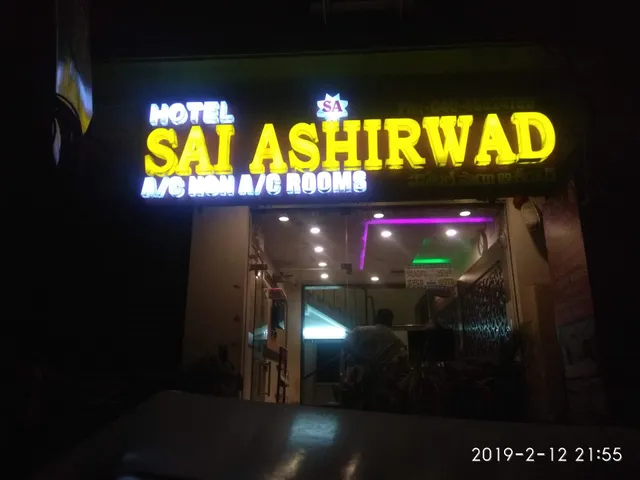 HOTEL
SA
SAI ASHIRWAD
A/C NON A/C ROOMS
2019-2-12 21:55